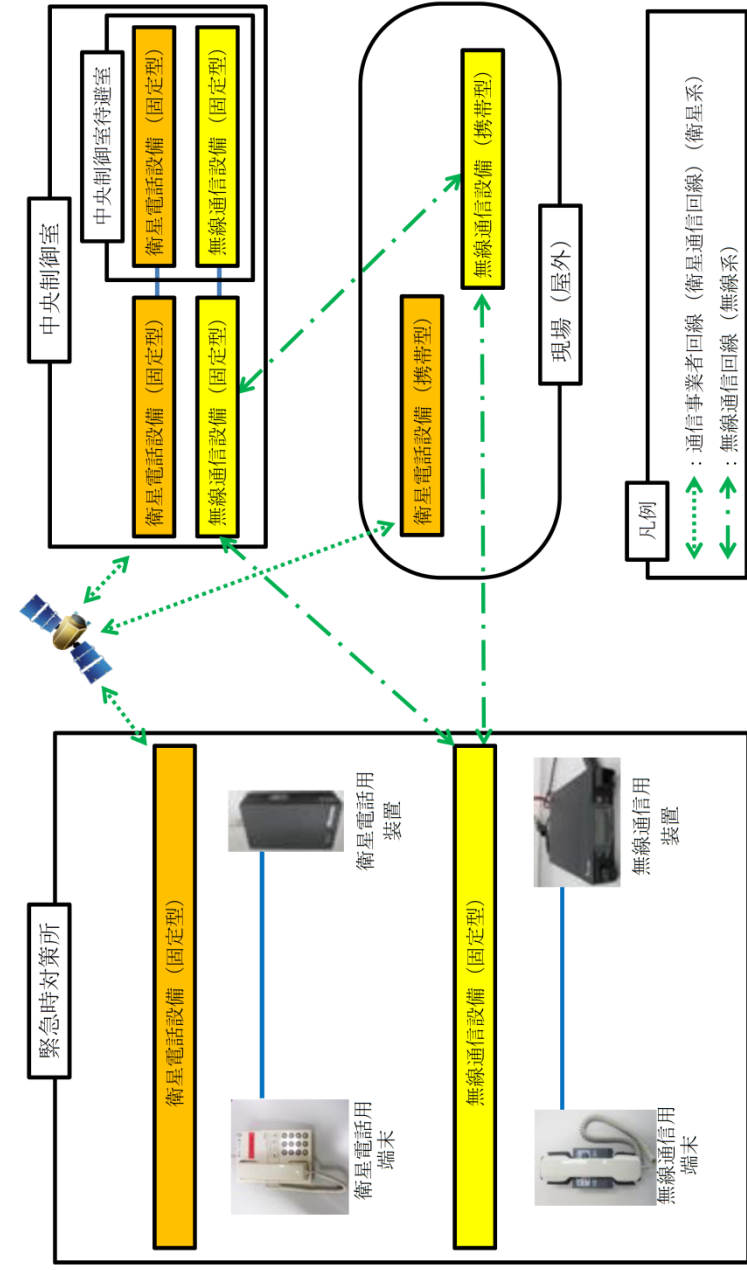 緊急時対策所
衛星電話設備（固定型）
衛星電話用
端末
衛星電話用
装置
無線通信設備（固定型）
無線通信用
端末
無線通信用
装置
中央制御室
中央制御室待避室
衛星電話設備（固定型）
衛星電話設備（固定型）
無線通信設備（固定型）
無線通信設備（固定型）
衛星電話設備（携帯型）
無線通信設備（携帯型）
現場（屋外）
凡例
：通信事業者回線（衛星通信回線）（衛星系）
：無線通信回線（無線系）